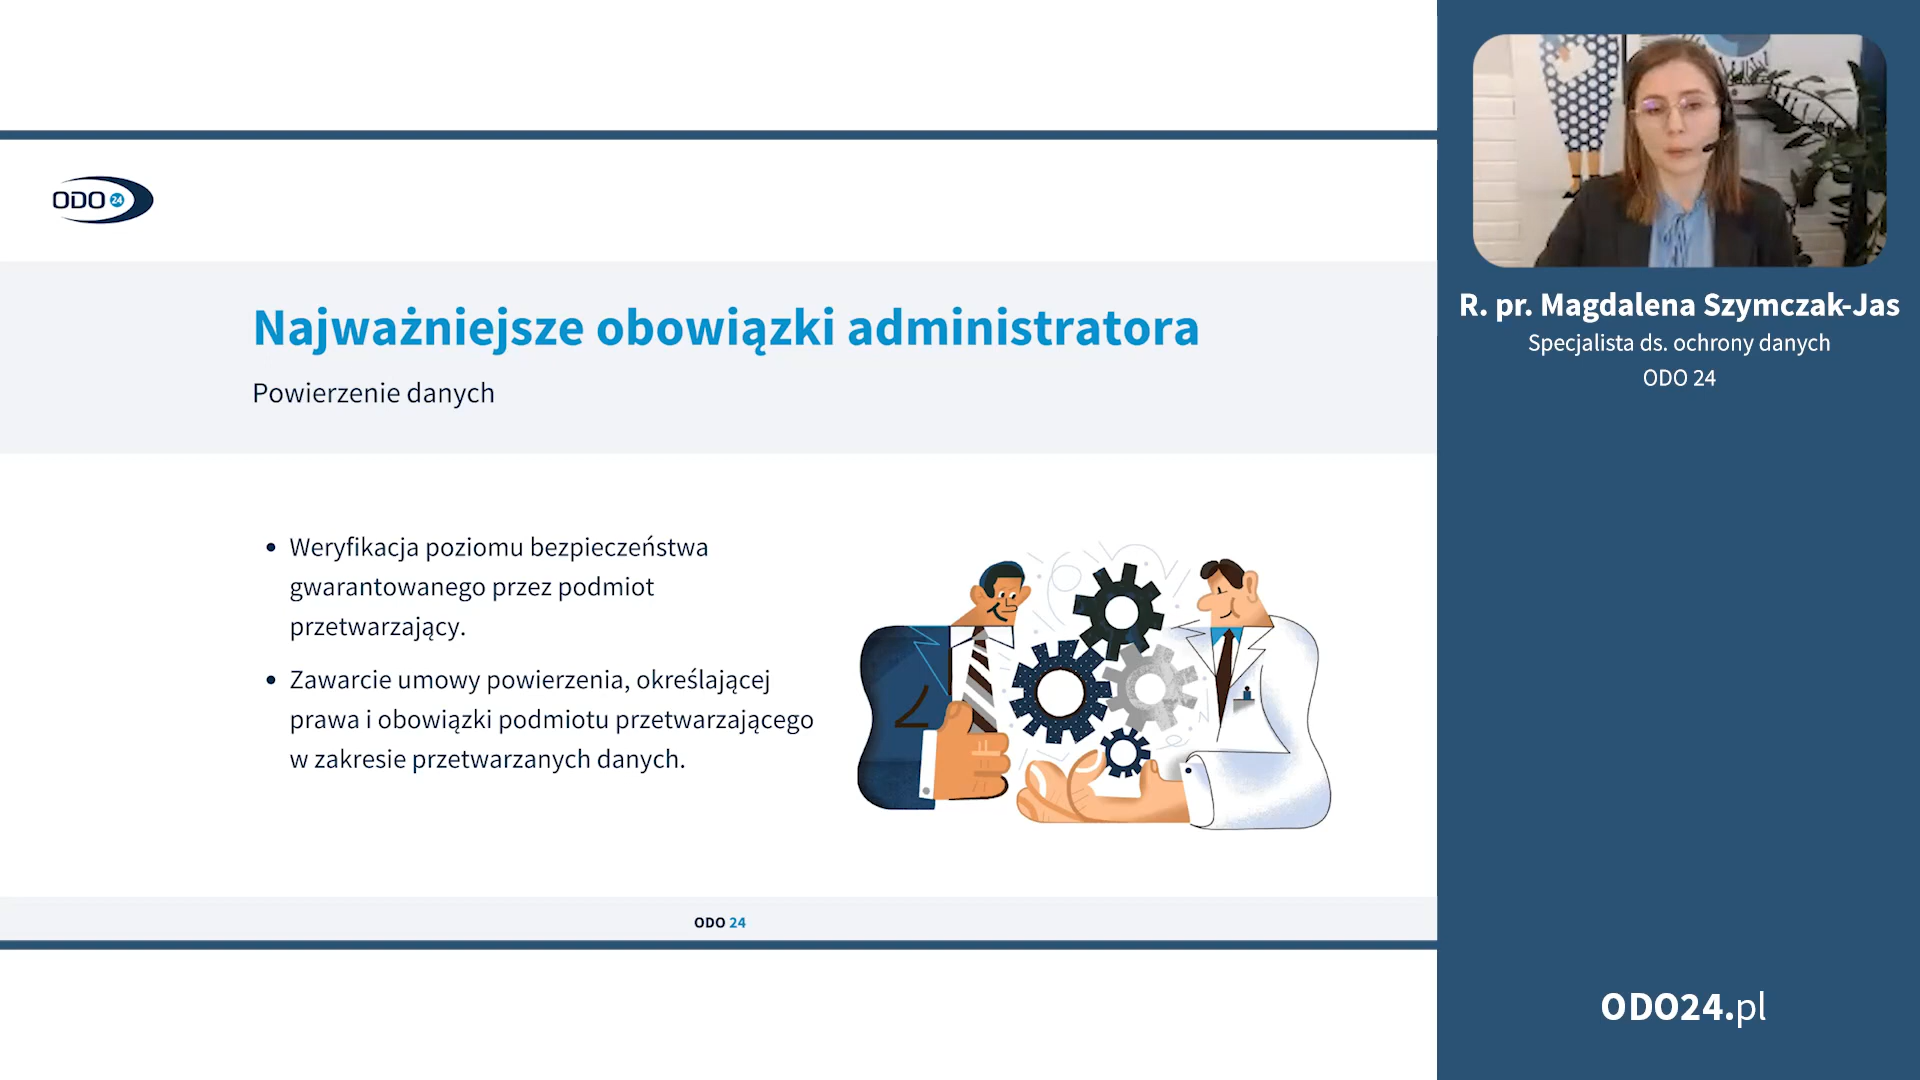 ODO 24
Najważniejsze obowiązki administratora
Powierzenie danych
• Weryfikacja poziomu bezpieczeństwa
gwarantowanego przez podmiot
przetwarzający.
• Zawarcie umowy powierzenia, określającej
prawa i obowiązki podmiotu przetwarzającego
w zakresie przetwarzanych danych.
ODO 24
R. pr. Magdalena Szymczak-Jas
Specjalista ds. ochrony danych
ODO 24
ODO24.pl